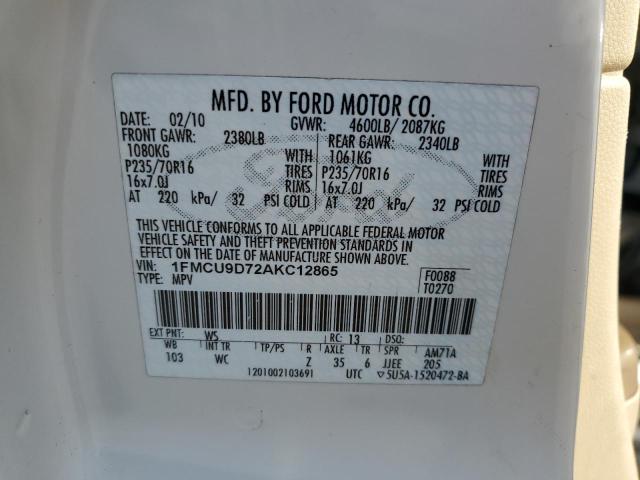 MFD. BY FORD MOTOR CO.
DATE: 02/10 GVWR: 4600LB/ 2087KG
FRONT GAWR: 2380LB REAR GAWR: 2340LB
1080KG WITH 1061KG WITH
P235/70R16 TIRES P235/70R16 TIRES
16x7.0J RIMS 16x7.0J RIMS
AT 220 kPa/ 32 PSI COLD AT 220 kPa/ 32 PSI COLD
Ford
THIS VEHICLE CONFORMS TO ALL APPLICABLE FEDERAL MOTOR
VEHICLE SAFETY AND THEFT PREVENTION STANDARDS IN
EFFECT ON THE DATE OF MANUFACTURE SHOWN ABOVE.
VIN: 1FMCU9D72AKC12865
TYPE: MPV
F0088
T0270
EXT PNT: WS RC: 13 DSO:
WB INT TR TP/PS R AXLE TR SPR AM71A
103 WC Z 35 6 JJEE 205
1201002103691 UTC 5U5A-1520472-BA